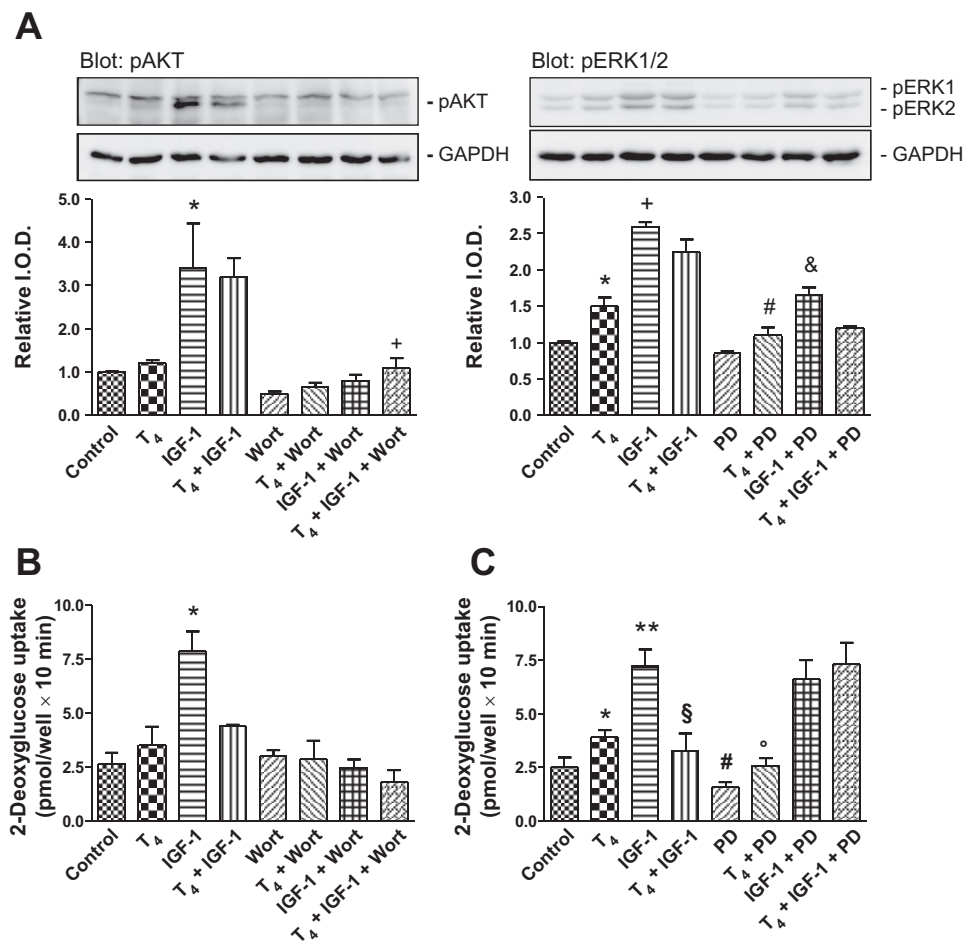 A
Blot: pAKT
- pAKT
- GAPDH
5.0
4.0
3.0
2.0
1.0
0.0
Relative I.O.D.
*
+
Control
T4
IGF-1
T4 + IGF-1
Wort
T4 + Wort
IGF-1 + Wort
T4 + IGF-1 + Wort
Blot: pERK1/2
- pERK1
- pERK2
- GAPDH
3.0
2.5
2.0
1.5
1.0
0.5
0.0
Relative I.O.D.
*
+
#
&
Control
T4
IGF-1
T4 + IGF-1
PD
T4 + PD
IGF-1 + PD
T4 + IGF-1 + PD
B
2-Deoxyglucose uptake
(pmol/well × 10 min)
10.0
7.5
5.0
2.5
0.0
*
Control
T4
IGF-1
T4 + IGF-1
Wort
T4 + Wort
IGF-1 + Wort
T4 + IGF-1 + Wort
C
2-Deoxyglucose uptake
(pmol/well × 10 min)
10.0
7.5
5.0
2.5
0.0
*
**
§
#
°
Control
T4
IGF-1
T4 + IGF-1
PD
T4 + PD
IGF-1 + PD
T4 + IGF-1 + PD